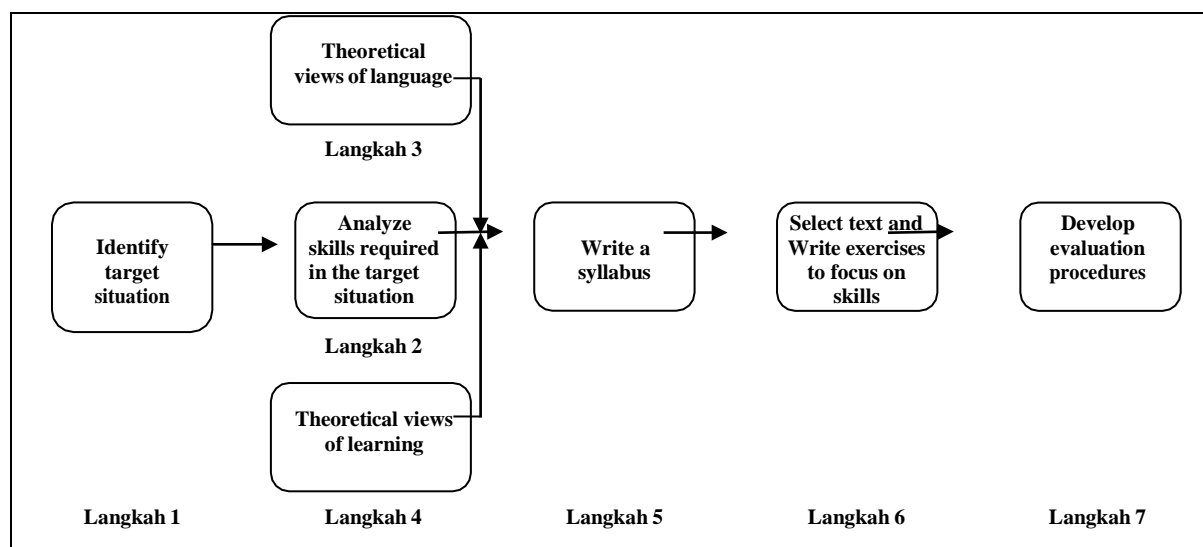 Theoretical
views of language
Langkah 3
Identify
target
situation
Analyze
skills required
in the target
situation
Langkah 2
Write a
syllabus
Select text and
Write exercises
to focus on
skills
Develop
evaluation
procedures
Theoretical views
of learning
Langkah 1
Langkah 4
Langkah 5
Langkah 6
Langkah 7